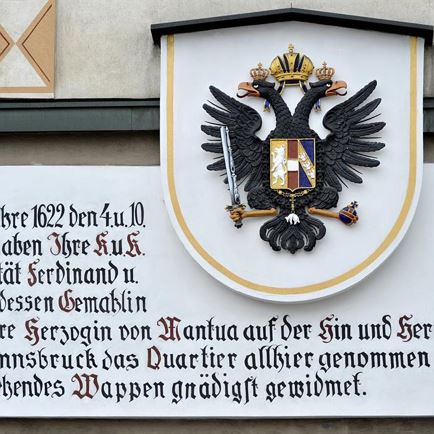 hre 1622 den 4.u.10.
aben Ihre K.u.K.
tät Ferdinand u.
dessen Gemahlin
re Herzogin von Mantua auf der Hin und Her
nnsbruck das Quartier allhier genommen
ehendes Wappen gnädigst gewidmet.